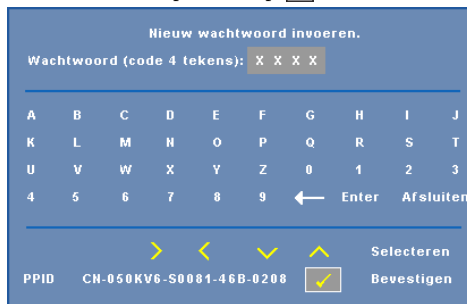 Nieuw wachtwoord invoeren.
Wachtwoord (code 4 tekens): X X X X
A B C D E F G H I J
K L M N O P Q R S T
U V W X Y Z 0 1 2 3
4 5 6 7 8 9 Enter Afsluiten
Selecteren
PPID CN-050KV6-S0081-46B-0208 Bevestigen